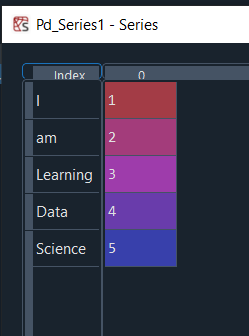 Pd_Series1 - Series
Index 0
I 1
am 2
Learning 3
Data 4
Science 5